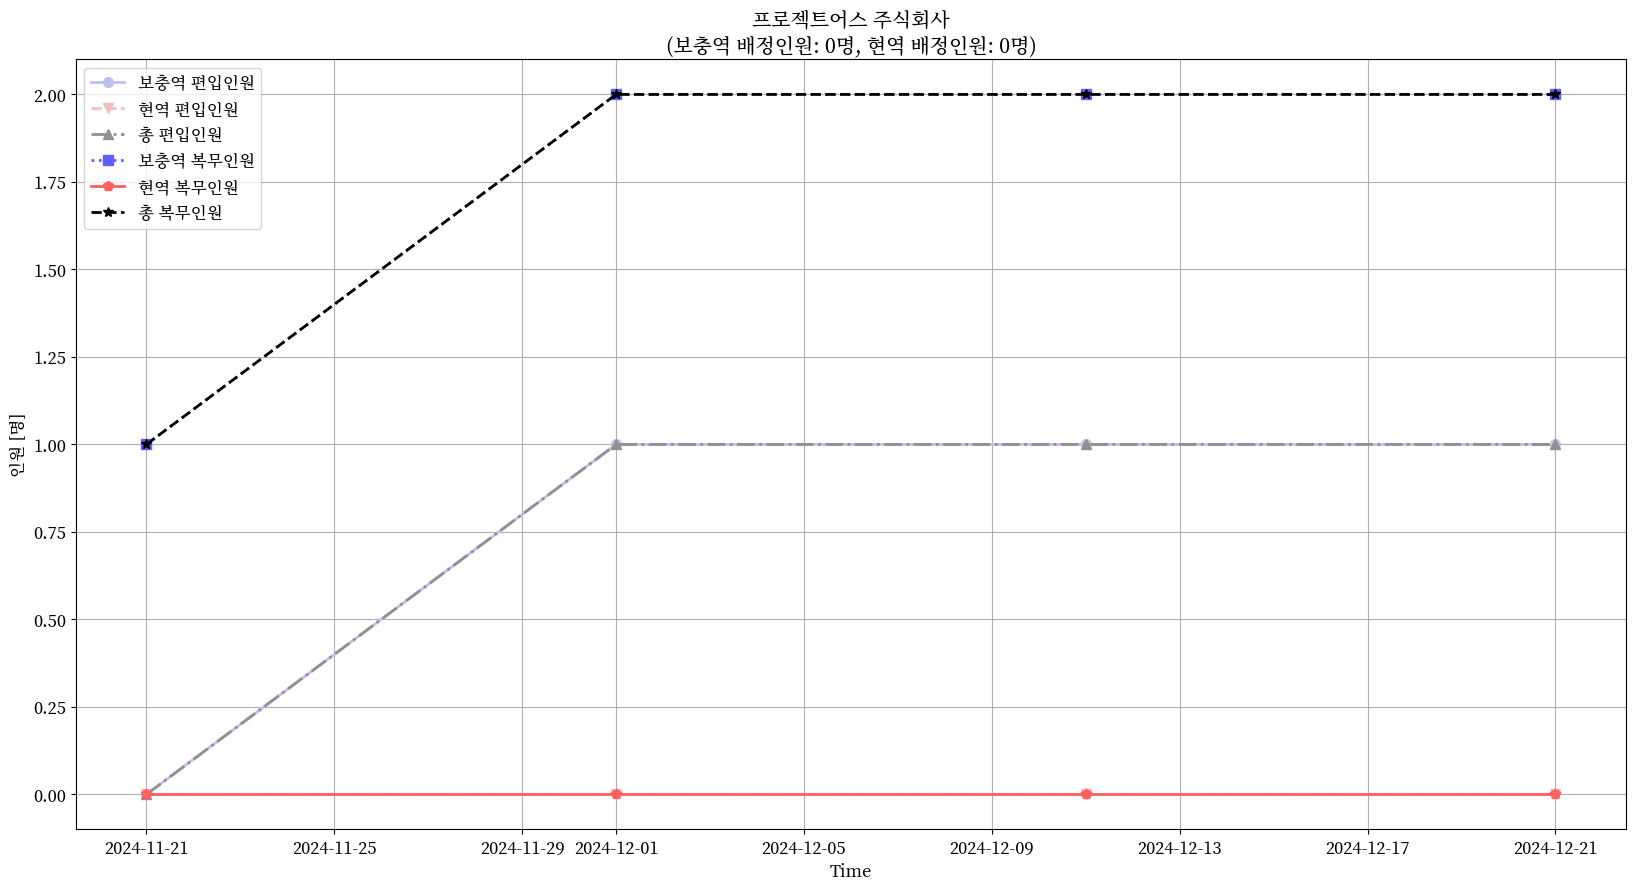 프로젝트어스 주식회사
(보충역 배정인원: 0명, 현역 배정인원: 0명)
보충역 편입인원
현역 편입인원
총 편입인원
보충역 복무인원
현역 복무인원
총 복무인원
2.00
1.75
1.50
1.25
1.00
0.75
0.50
0.25
0.00
인원 [명]
2024-11-21 2024-11-25 2024-11-29 2024-12-01 2024-12-05 2024-12-09 2024-12-13 2024-12-17 2024-12-21
Time